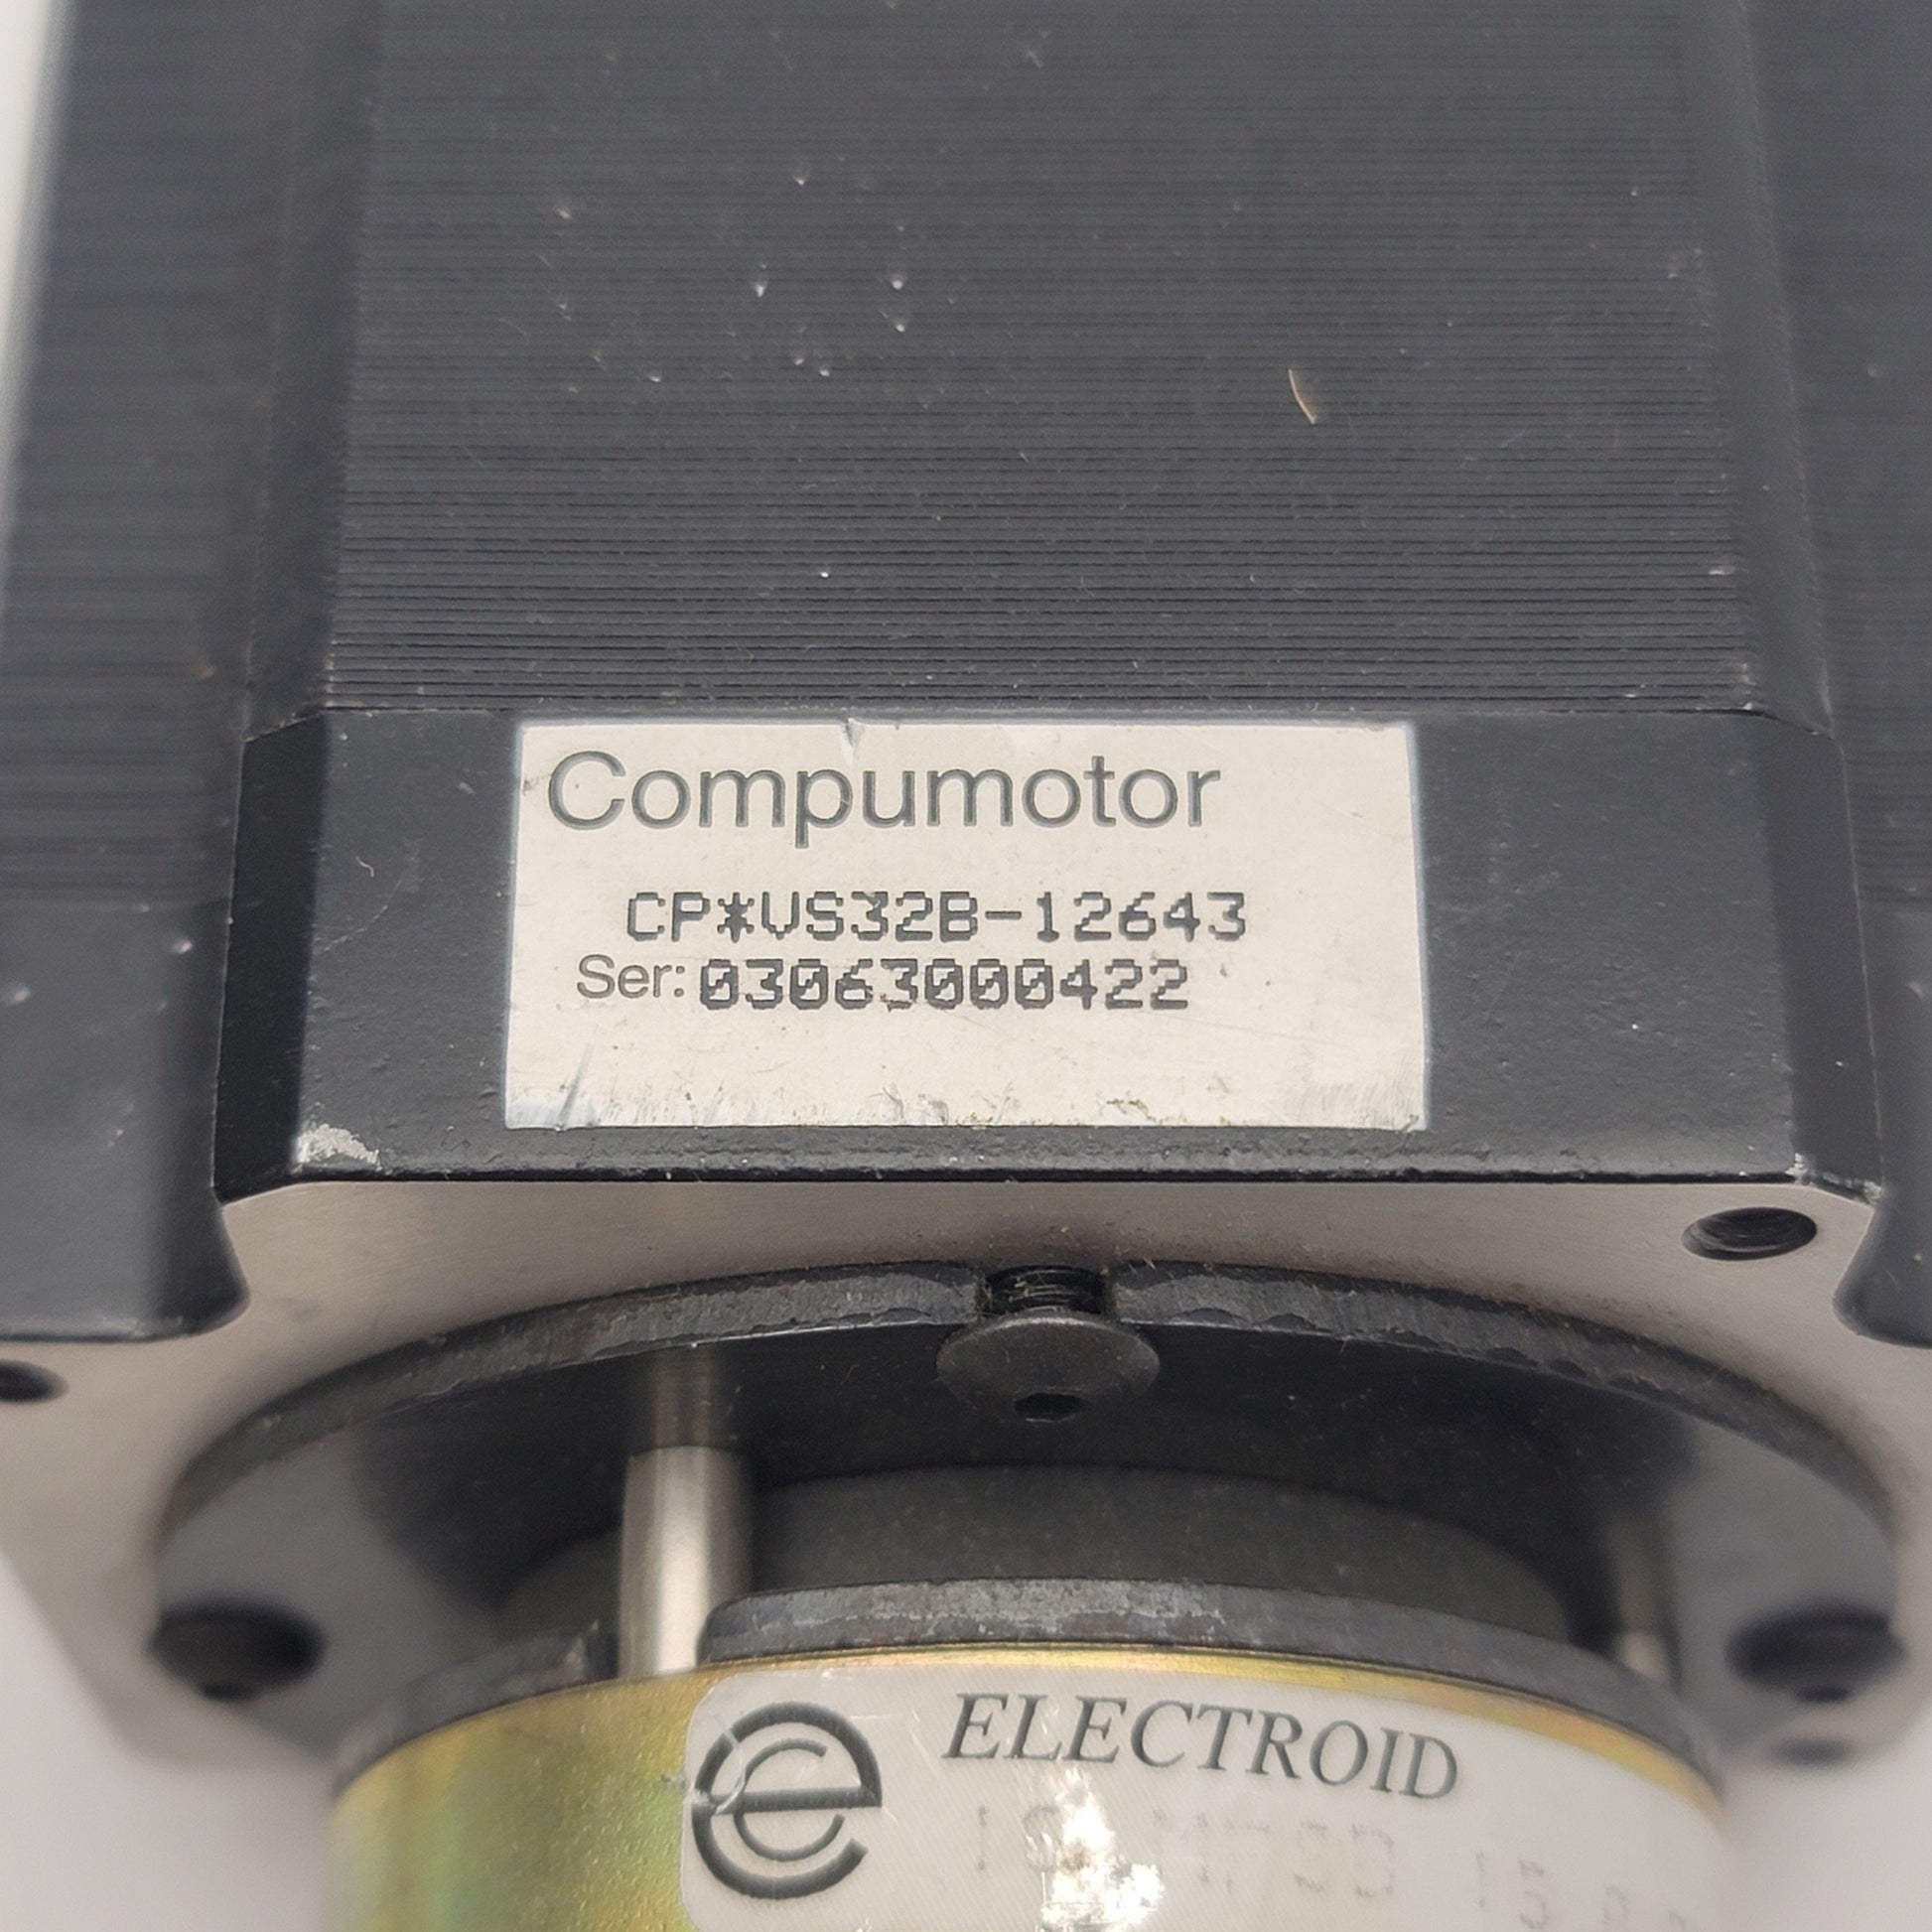 Compumotor
CP*VS32B-12643
Ser: 03063000422
ELECTROID